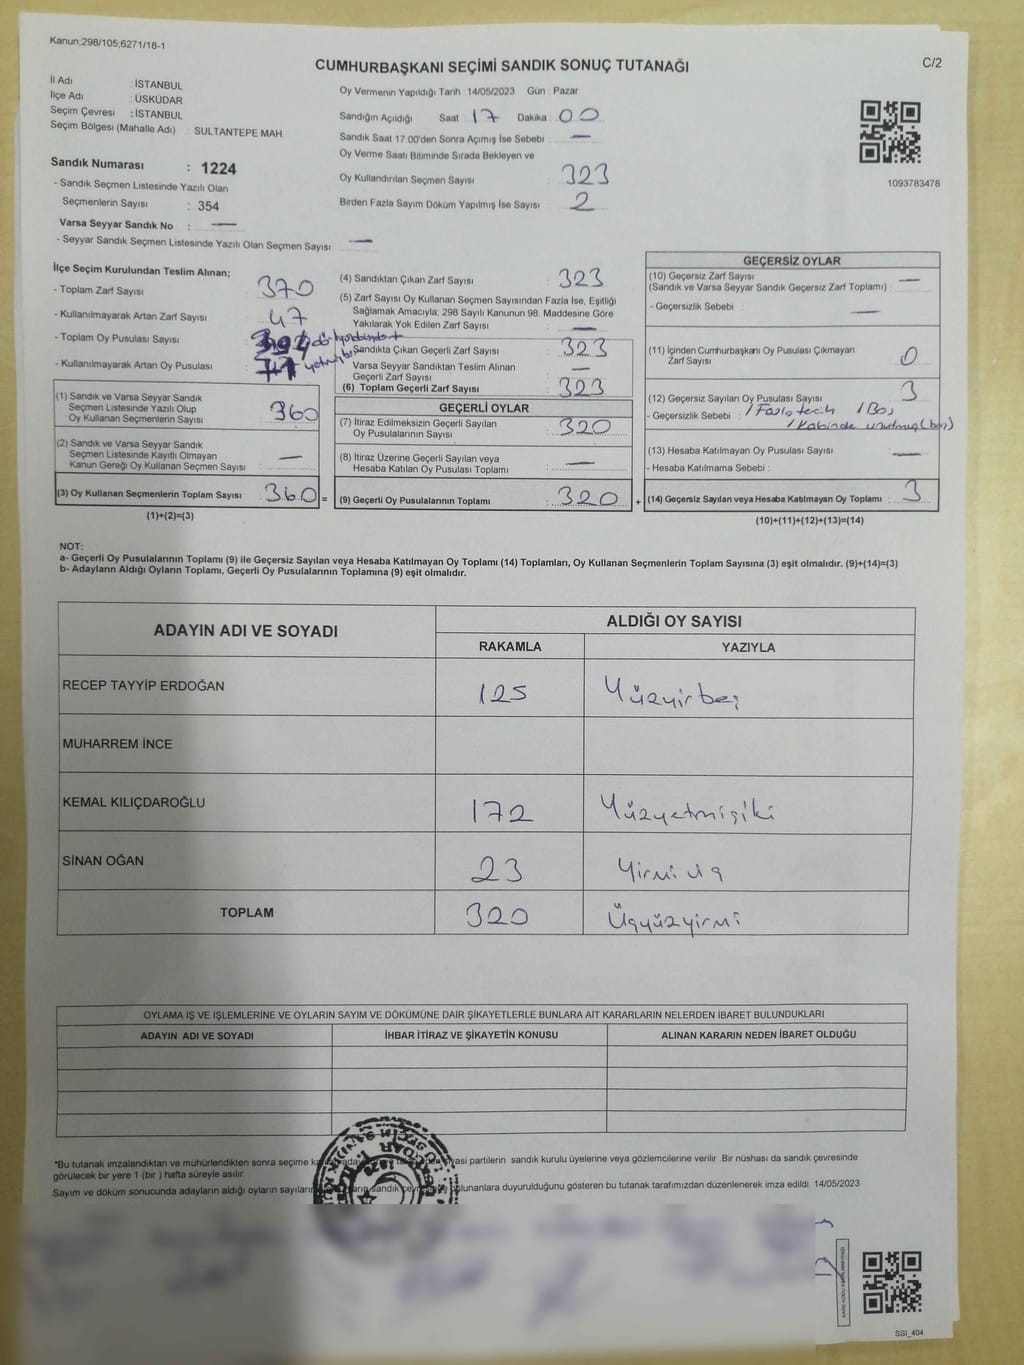 Kanun;298/105,6271/18-1
C/2
CUMHURBAŞKANI SEÇİMİ SANDIK SONUÇ TUTANAĞI
İl Adı : İSTANBUL
İlçe Adı : ÜSKÜDAR
Seçim Çevresi : İSTANBUL
Seçim Bölgesi (Mahalle Adı) : SULTANTEPE MAH.
Sandık Numarası : 1224
- Sandık Seçmen Listesinde Yazılı Olan
Seçmenlerin Sayısı : 354
Varsa Seyyar Sandık No : —
- Seyyar Sandık Seçmen Listesinde Yazılı Olan Seçmen Sayısı : —
Oy Vermenin Yapıldığı Tarih : 14/05/2023 Gün : Pazar
Sandığın Açıldığı Saat : 17 Dakika : 00
Sandık Saat 17.00'den Sonra Açımış İse Sebebi : —
Oy Verme Saati Bitiminde Sırada Bekleyen ve
Oy Kullandırılan Seçmen Sayısı : 323
Birden Fazla Sayım Döküm Yapılmış İse Sayısı : 2
1093783478
İlçe Seçim Kurulundan Teslim Alınan;
- Toplam Zarf Sayısı : 370
- Kullanılmayarak Artan Zarf Sayısı : 47
- Toplam Oy Pusulası Sayısı
- Kullanılmayarak Artan Oy Pusulası
(1) Sandık ve Varsa Seyyar Sandık
Seçmen Listesinde Yazılı Olup
Oy Kullanan Seçmenlerin Sayısı : 360
(2) Sandık ve Varsa Seyyar Sandık
Seçmen Listesinde Kayıtlı Olmayan
Kanun Gereği Oy Kullanan Seçmen Sayısı : —
(3) Oy Kullanan Seçmenlerin Toplam Sayısı : 360 =
(1)+(2)=(3)
(4) Sandıktan Çıkan Zarf Sayısı : 323
(5) Zarf Sayısı Oy Kullanan Seçmen Sayısından Fazla İse, Eşitliği
Sağlamak Amacıyla; 298 Sayılı Kanunun 98. Maddesine Göre
Yakılarak Yok Edilen Zarf Sayısı : —
Sandıkta Çıkan Geçerli Zarf Sayısı : 323
Varsa Seyyar Sandıktan Teslim Alınan
Geçerli Zarf Sayısı : —
(6) Toplam Geçerli Zarf Sayısı : 323
GEÇERLİ OYLAR
(7) İtiraz Edilmeksizin Geçerli Sayılan
Oy Pusulalarının Sayısı : 320
(8) İtiraz Üzerine Geçerli Sayılan veya
Hesaba Katılan Oy Pusulası Toplamı : —
(9) Geçerli Oy Pusulalarının Toplamı : 320 +
GEÇERSİZ OYLAR
(10) Geçersiz Zarf Sayısı
(Sandık ve Varsa Seyyar Sandık Geçersiz Zarf Toplamı) : —
- Geçersizlik Sebebi : —
(11) İçinden Cumhurbaşkanı Oy Pusulası Çıkmayan
Zarf Sayısı : 0
(12) Geçersiz Sayılan Oy Pusulası Sayısı : 3
- Geçersizlik Sebebi : 1 Fazla tecih 1 Boş
1 Kabinde unutmuş (boş)
(13) Hesaba Katılmayan Oy Pusulası Sayısı : —
- Hesaba Katılmama Sebebi :
(14) Geçersiz Sayılan veya Hesaba Katılmayan Oy Toplamı : 3
(10)+(11)+(12)+(13)=(14)
NOT:
a- Geçerli Oy Pusulalarının Toplamı (9) ile Geçersiz Sayılan veya Hesaba Katılmayan Oy Toplamı (14) Toplamları, Oy Kullanan Seçmenlerin Toplam Sayısına (3) eşit olmalıdır. (9)+(14)=(3)
b- Adayların Aldığı Oyların Toplamı, Geçerli Oy Pusulalarının Toplamına (9) eşit olmalıdır.
ADAYIN ADI VE SOYADI
ALDIĞI OY SAYISI
RAKAMLA YAZIYLA
RECEP TAYYİP ERDOĞAN 125 Yüzyirbeş
MUHARREM İNCE
KEMAL KILIÇDAROĞLU 172 Yüzyetmişiki
SİNAN OĞAN 23 Yirmi üç
TOPLAM 320 Üçyüzyirmi
OYLAMA İŞ VE İŞLEMLERİNE VE OYLARIN SAYIM VE DÖKÜMÜNE DAİR ŞİKAYETLERLE BUNLARA AİT KARARLARIN NELERDEN İBARET BULUNDUKLARI
ADAYIN ADI VE SOYADI İHBAR İTİRAZ VE ŞİKAYETİN KONUSU ALINAN KARARIN NEDEN İBARET OLDUĞU
*Bu tutanak imzalandıktan ve mühürlendikten sonra seçime partilerin sandık kurulu üyelerine veya gözlemcilerine verilir .Bir nüshası da sandık çevresinde
görülecek bir yere 1 (bir ) hafta süreyle asılır.
Sayım ve döküm sonucunda adayların aldığı oyların sandık bulunanlara duyurulduğunu gösteren bu tutanak tarafımızdan düzenlenerek imza edildi. 14/05/2023
SSI_404